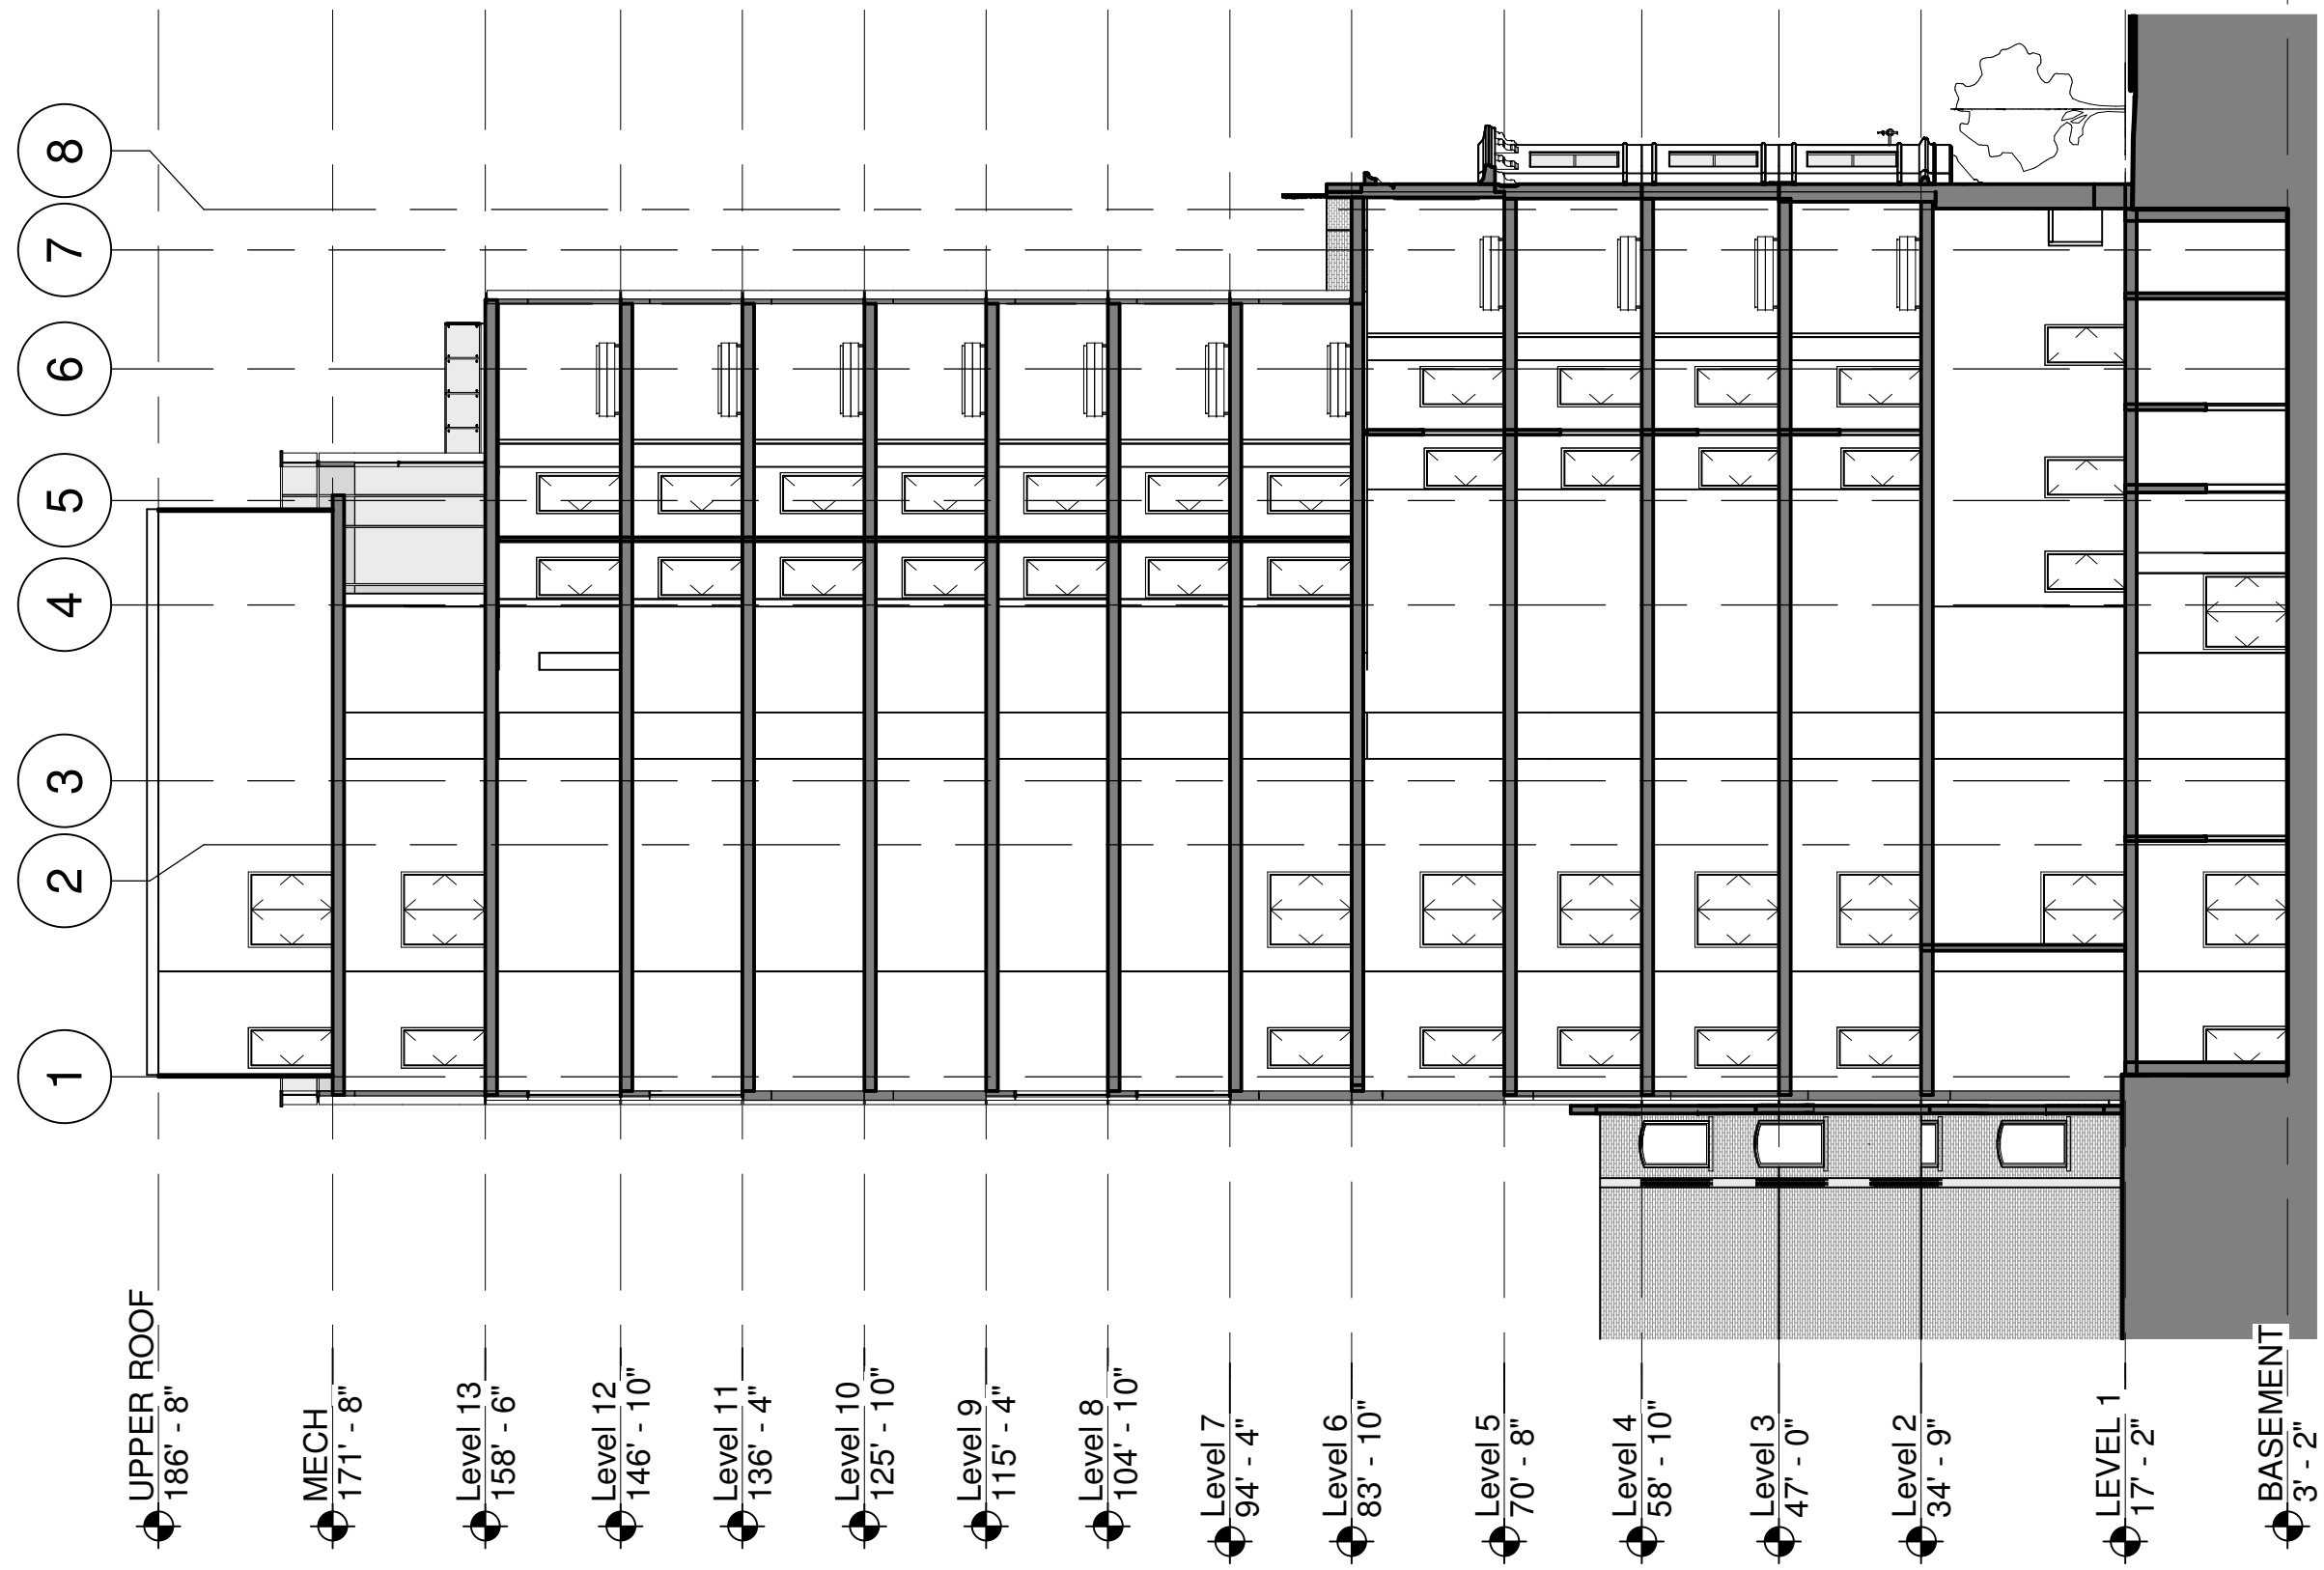 8
7
6
5
4
3
2
1
UPPER ROOF
186' - 8"
MECH
171' - 8"
Level 13
158' - 6"
Level 12
146' - 10"
Level 11
136' - 4"
Level 10
125' - 10"
Level 9
115' - 4"
Level 8
104' - 10"
Level 7
94' - 4"
Level 6
83' - 10"
Level 5
70' - 8"
Level 4
58' - 10"
Level 3
47' - 0"
Level 2
34' - 9"
LEVEL 1
17' - 2"
BASEMENT
3' - 2"